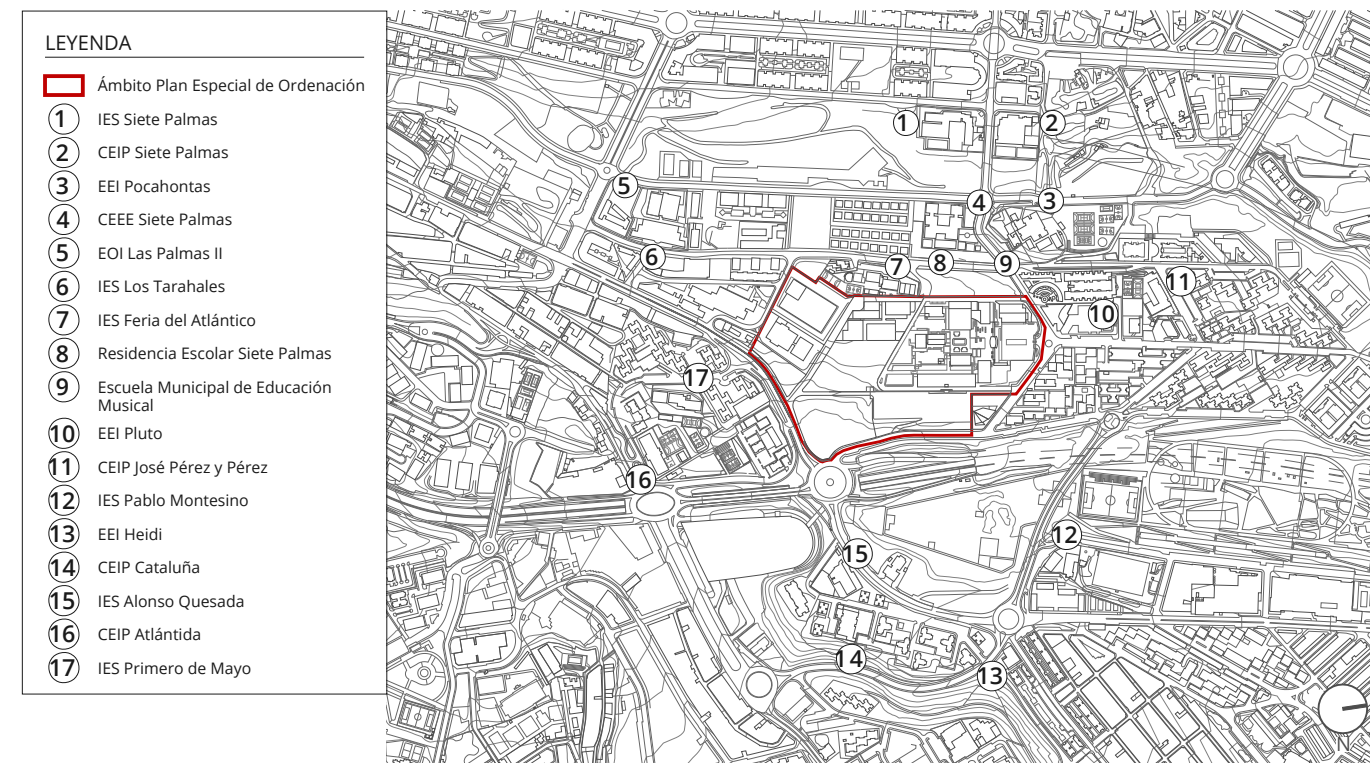 LEYENDA
Ámbito Plan Especial de Ordenación
1 IES Siete Palmas
2 CEIP Siete Palmas
3 EEI Pocahontas
4 CEEE Siete Palmas
5 EOI Las Palmas II
6 IES Los Tarahales
7 IES Feria del Atlántico
8 Residencia Escolar Siete Palmas
9 Escuela Municipal de Educación
Musical
10 EEI Pluto
11 CEIP José Pérez y Pérez
12 IES Pablo Montesino
13 EEI Heidi
14 CEIP Cataluña
15 IES Alonso Quesada
16 CEIP Atlántida
17 IES Primero de Mayo
1
2
5
4
3
6
7
8
9
11
10
17
16
12
15
14
13
N